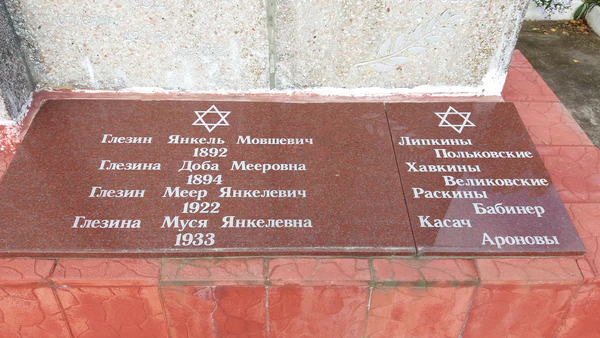 Глезин Янкель Мовшевич
1892
Глезина Доба Мееровна
1894
Глезин Меер Янкелевич
1922
Глезина Муся Янкелевна
1933
Липкины
Польковские
Хавкины
Великовские
Раскины
Бабинер
Касач
Ароновы